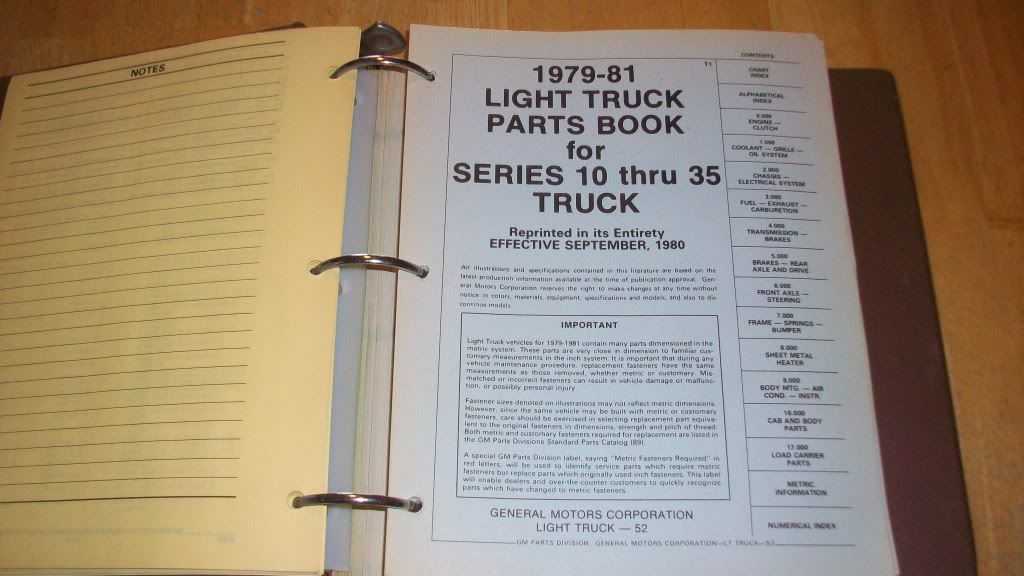 NOTES
T1
1979-81
LIGHT TRUCK
PARTS BOOK
for
SERIES 10 thru 35
TRUCK
Reprinted in its Entirety
EFFECTIVE SEPTEMBER, 1980
All illustrations and specifications contained in this literature are based on the
latest production information available at the time of publication approval. Gen-
eral Motors Corporation reserves the right to make changes at any time without
notice in colors, materials, equipment, specifications and models, and also to dis-
continue models.
IMPORTANT
Light Truck vehicles for 1979-1981 contain many parts dimensioned in the
metric system. These parts are very close in dimension to familiar cus-
tomary measurements in the inch system. It is important that during any
vehicle maintenance procedure, replacement fasteners have the same
measurements as those removed, whether metric or customary. Mis-
matched or incorrect fasteners can result in vehicle damage or malfunc-
tion, or possibly personal injury.
Fastener sizes denoted on illustrations may not reflect metric dimensions.
However, since the same vehicle may be built with metric or customary
fasteners, care should be exercised in selecting replacement part equiva-
lent to the original fasteners in dimensions, strength and pitch of thread.
Both metric and customary fasteners required for replacement are listed in
the GM Parts Divisions Standard Parts Catalog (89).
A special GM Parts Division label, saying "Metric Fasteners Required" in
red letters, will be used to identify service parts which require metric
fasteners but replace parts which originally used inch fasteners. This label
will enable dealers and over-the-counter customers to quickly recognize
parts which have changed to metric fasteners.
GENERAL MOTORS CORPORATION
LIGHT TRUCK — 52
GM PARTS DIVISION, GENERAL MOTORS CORPORATION—LT TRUCK—52
CONTENTS
CHART
INDEX
ALPHABETICAL
INDEX
0.000
ENGINE —
CLUTCH
1.000
COOLANT — GRILLE —
OIL SYSTEM
2.000
CHASSIS —
ELECTRICAL SYSTEM
3.000
FUEL — EXHAUST —
CARBURETION
4.000
TRANSMISSION —
BRAKES
5.000
BRAKES — REAR
AXLE AND DRIVE
6.000
FRONT AXLE —
STEERING
7.000
FRAME — SPRINGS —
BUMPER
8.000
SHEET METAL
HEATER
9.000
BODY MTG. — AIR
COND. — INSTR.
16.000
CAB AND BODY
PARTS
17.000
LOAD CARRIER
PARTS
METRIC
INFORMATION
NUMERICAL INDEX